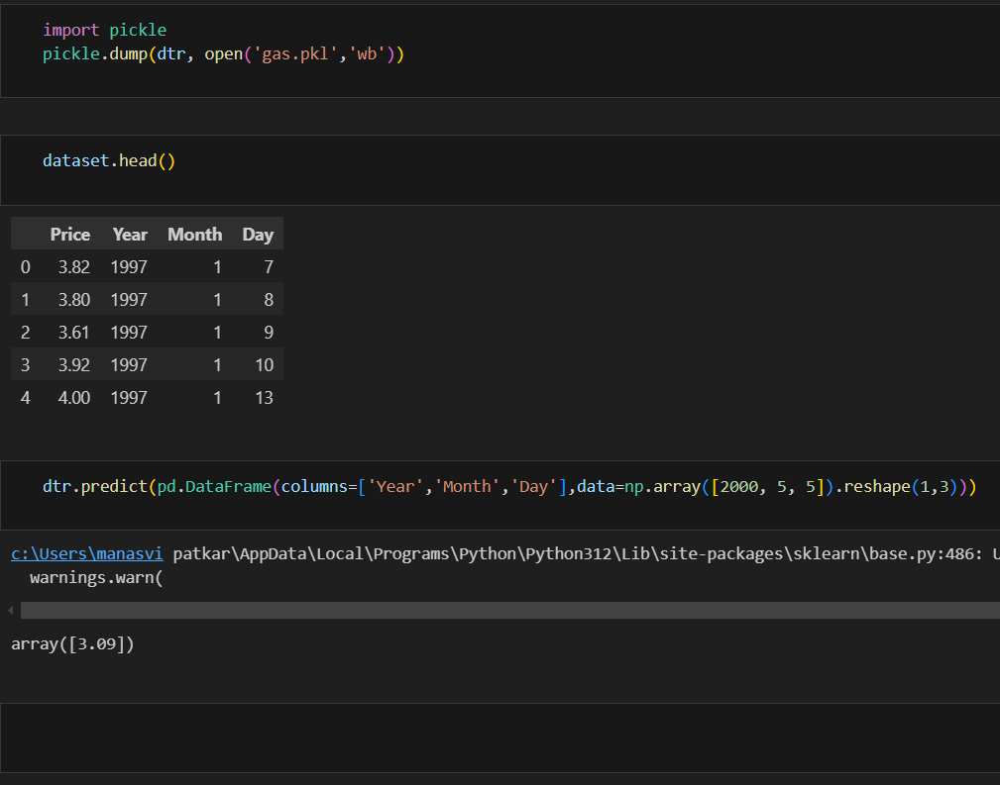 import pickle
pickle.dump(dtr, open('gas.pkl','wb'))
dataset.head()
Price Year Month Day
0 3.82 1997 1 7
1 3.80 1997 1 8
2 3.61 1997 1 9
3 3.92 1997 1 10
4 4.00 1997 1 13
dtr.predict(pd.DataFrame(columns=['Year','Month','Day'],data=np.array([2000, 5, 5]).reshape(1,3)))
c:\Users\manasvi patkar\AppData\Local\Programs\Python\Python312\Lib\site-packages\sklearn\base.py:486:
warnings.warn(
array([3.09])